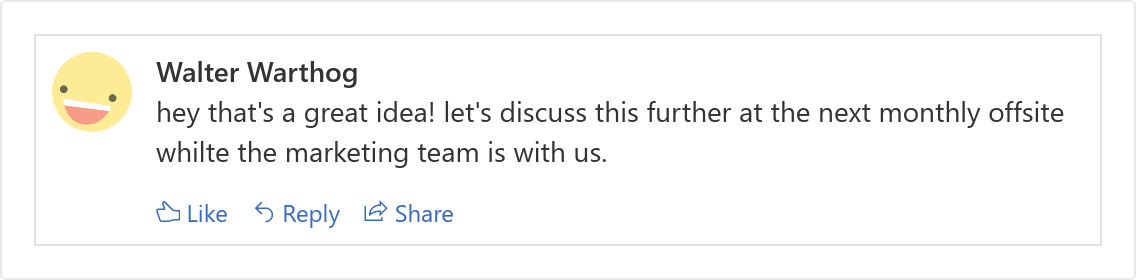 Walter Warthog
hey that's a great idea! let's discuss this further at the next monthly offsite
whilte the marketing team is with us.
Like Reply Share